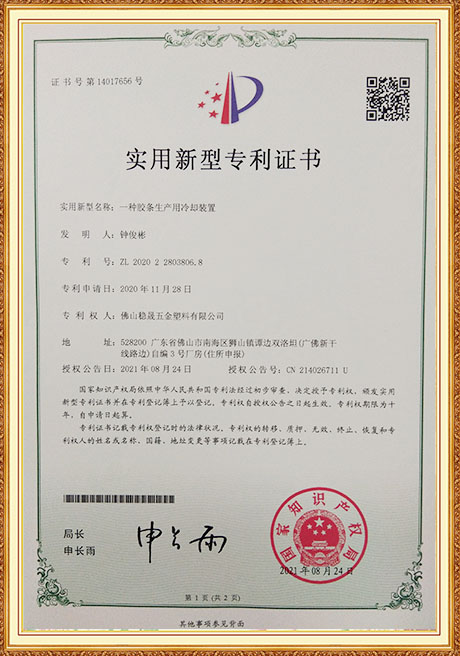 证书号第14017656号
实用新型专利证书
实用新型名称：一种胶条生产用冷却装置
发明人：钟俊彬
专利号：ZL 2020 2 2803806.8
专利申请日：2020年11月28日
专利权人：佛山稳晟五金塑料有限公司
地址：528200 广东省佛山市南海区狮山镇谭边双洛坦(广佛新干
线路边)自编3号厂房(住所申报)
授权公告日：2021年08月24日 授权公告号：CN 214026711 U
国家知识产权局依照中华人民共和国专利法经过初步审查，决定授予专利权，颁发实用
新型专利证书并在专利登记簿上予以登记。专利权自授权公告之日起生效。专利权期限为十
年，自申请日起算。
专利证书记载专利权登记时的法律状况。专利权的转移、质押、无效、终止、恢复和专利
权人的姓名或名称、国籍、地址变更等事项记载在专利登记簿上。
局长
申长雨
申长雨
国家知识产权局
2021年08月24日
第1页(共2页)
其他事项参见背面